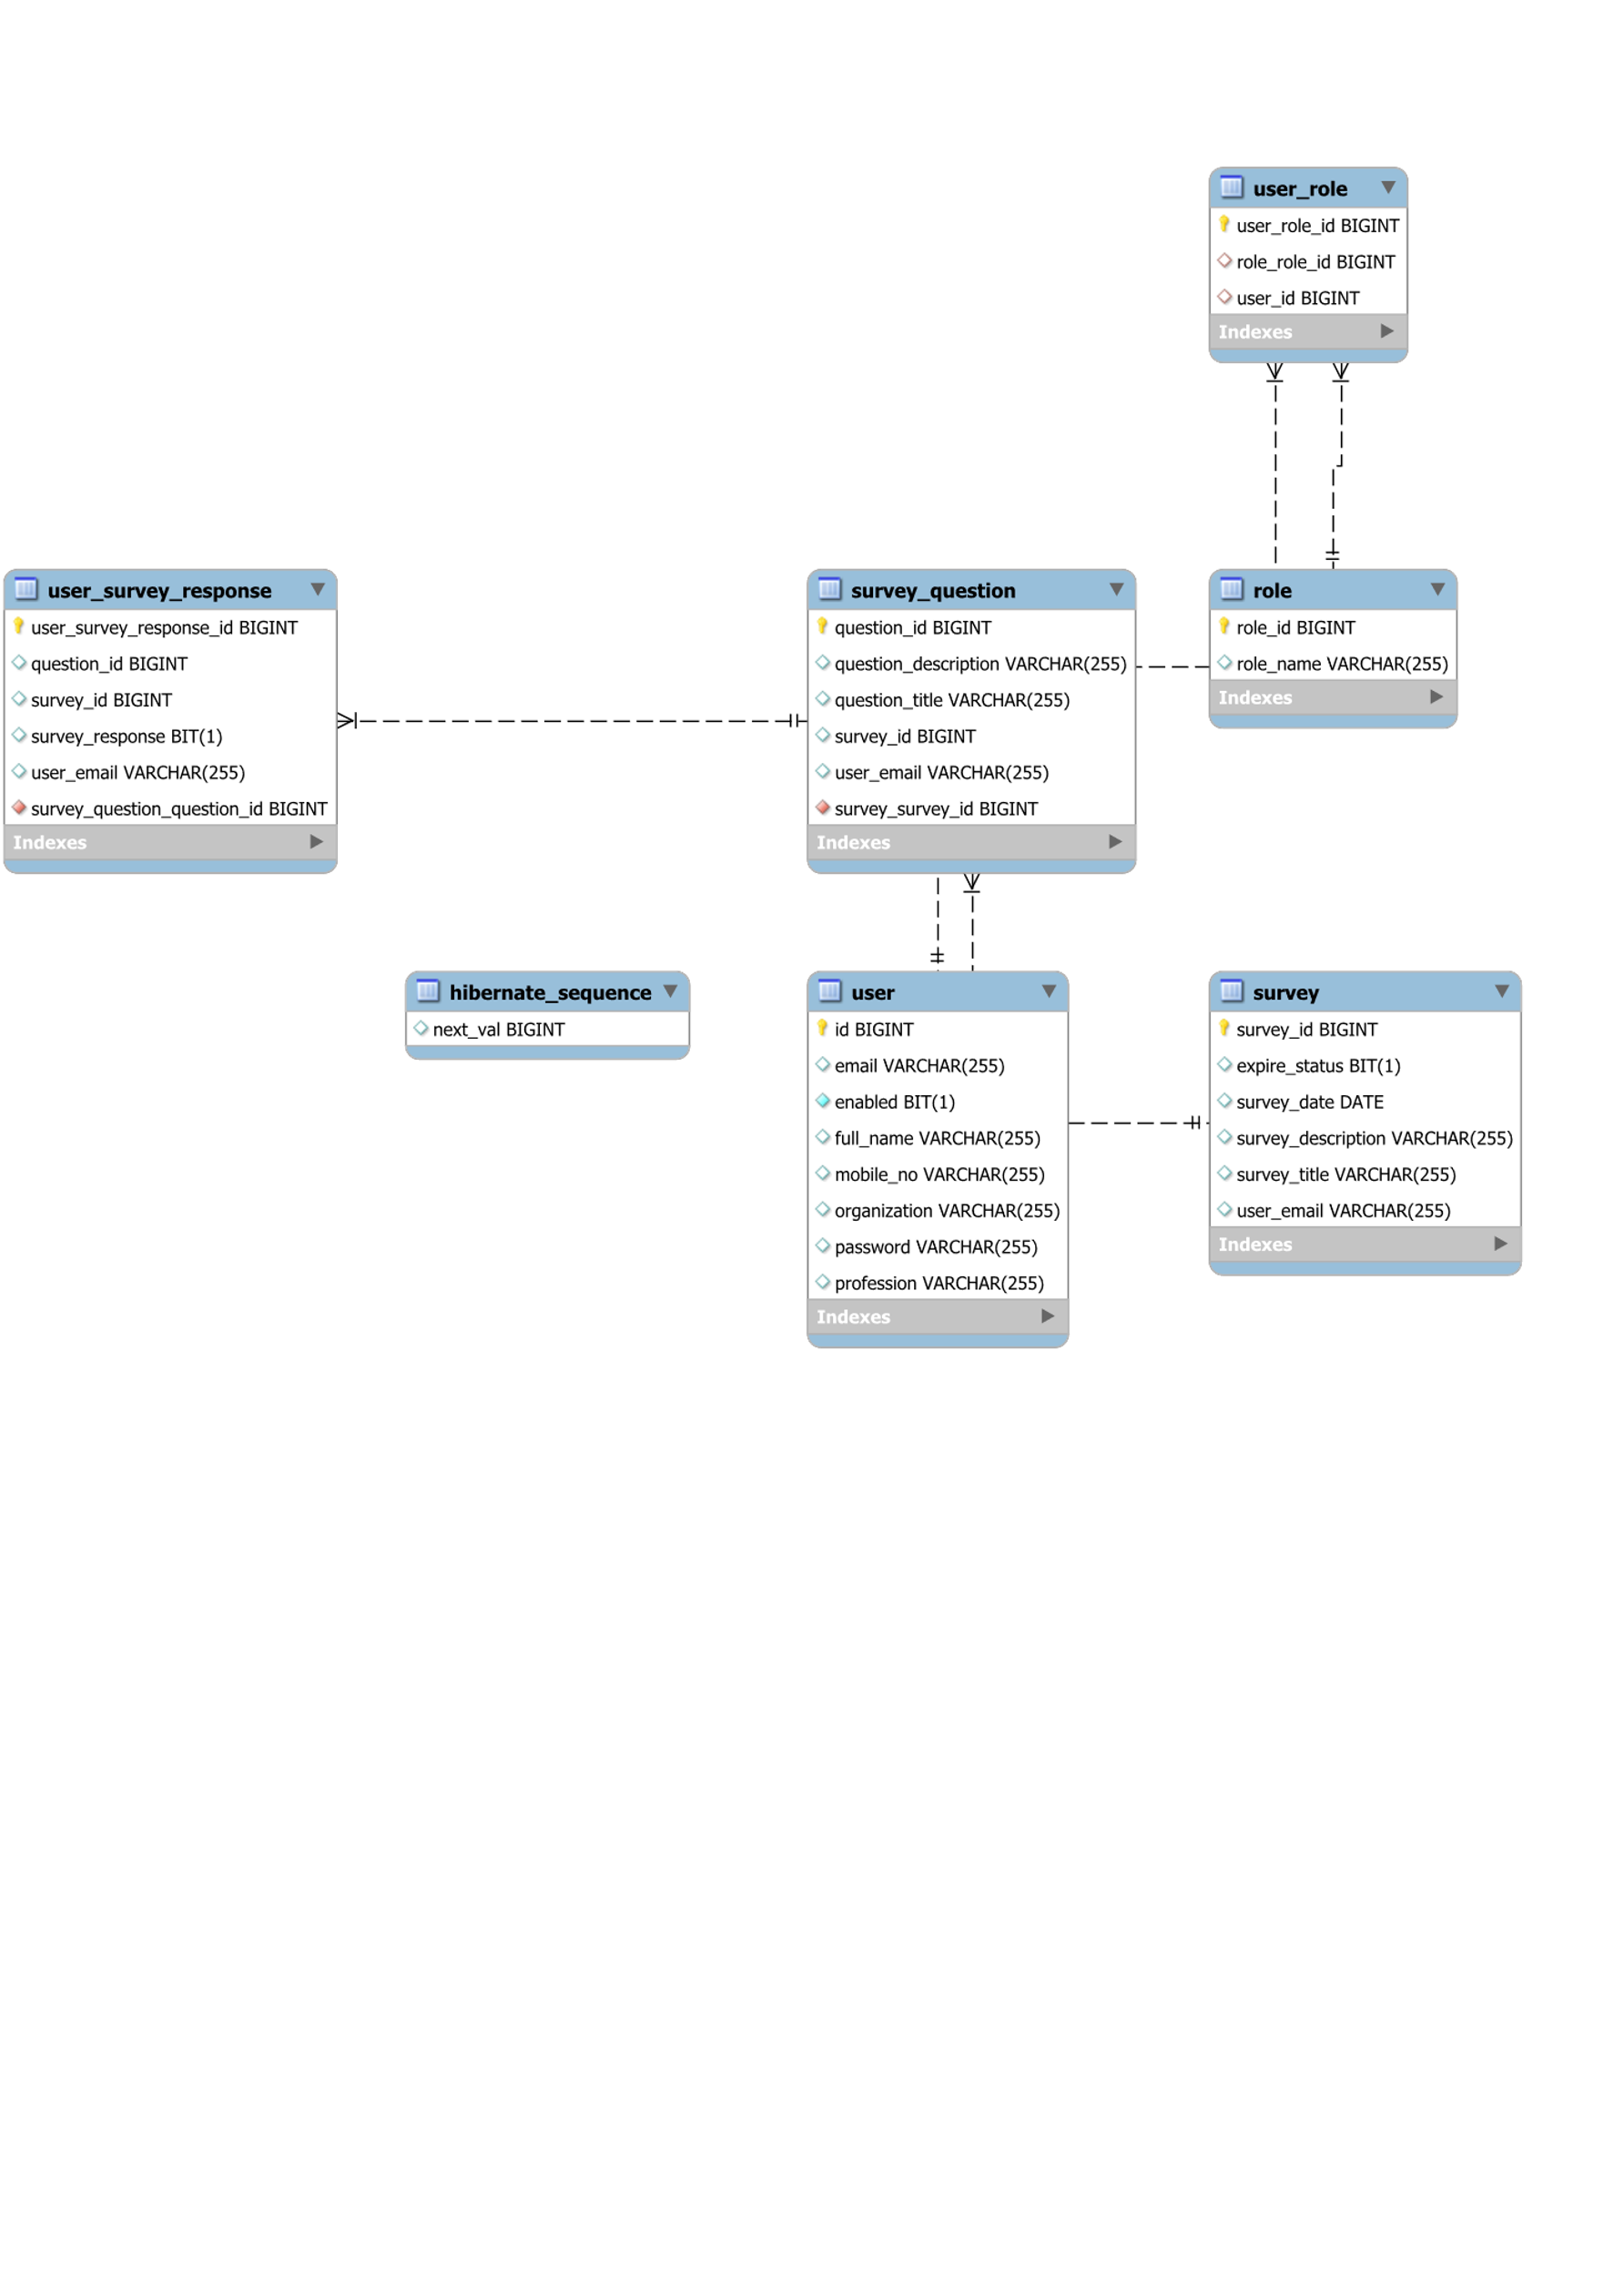 user_role
user_role_id BIGINT
role_role_id BIGINT
user_id BIGINT
Indexes
user_survey_response
user_survey_response_id BIGINT
question_id BIGINT
survey_id BIGINT
survey_response BIT(1)
user_email VARCHAR(255)
survey_question_question_id BIGINT
Indexes
survey_question
question_id BIGINT
question_description VARCHAR(255)
question_title VARCHAR(255)
survey_id BIGINT
user_email VARCHAR(255)
survey_survey_id BIGINT
Indexes
role
role_id BIGINT
role_name VARCHAR(255)
Indexes
hibernate_sequence
next_val BIGINT
user
id BIGINT
email VARCHAR(255)
enabled BIT(1)
full_name VARCHAR(255)
mobile_no VARCHAR(255)
organization VARCHAR(255)
password VARCHAR(255)
profession VARCHAR(255)
Indexes
survey
survey_id BIGINT
expire_status BIT(1)
survey_date DATE
survey_description VARCHAR(255)
survey_title VARCHAR(255)
user_email VARCHAR(255)
Indexes